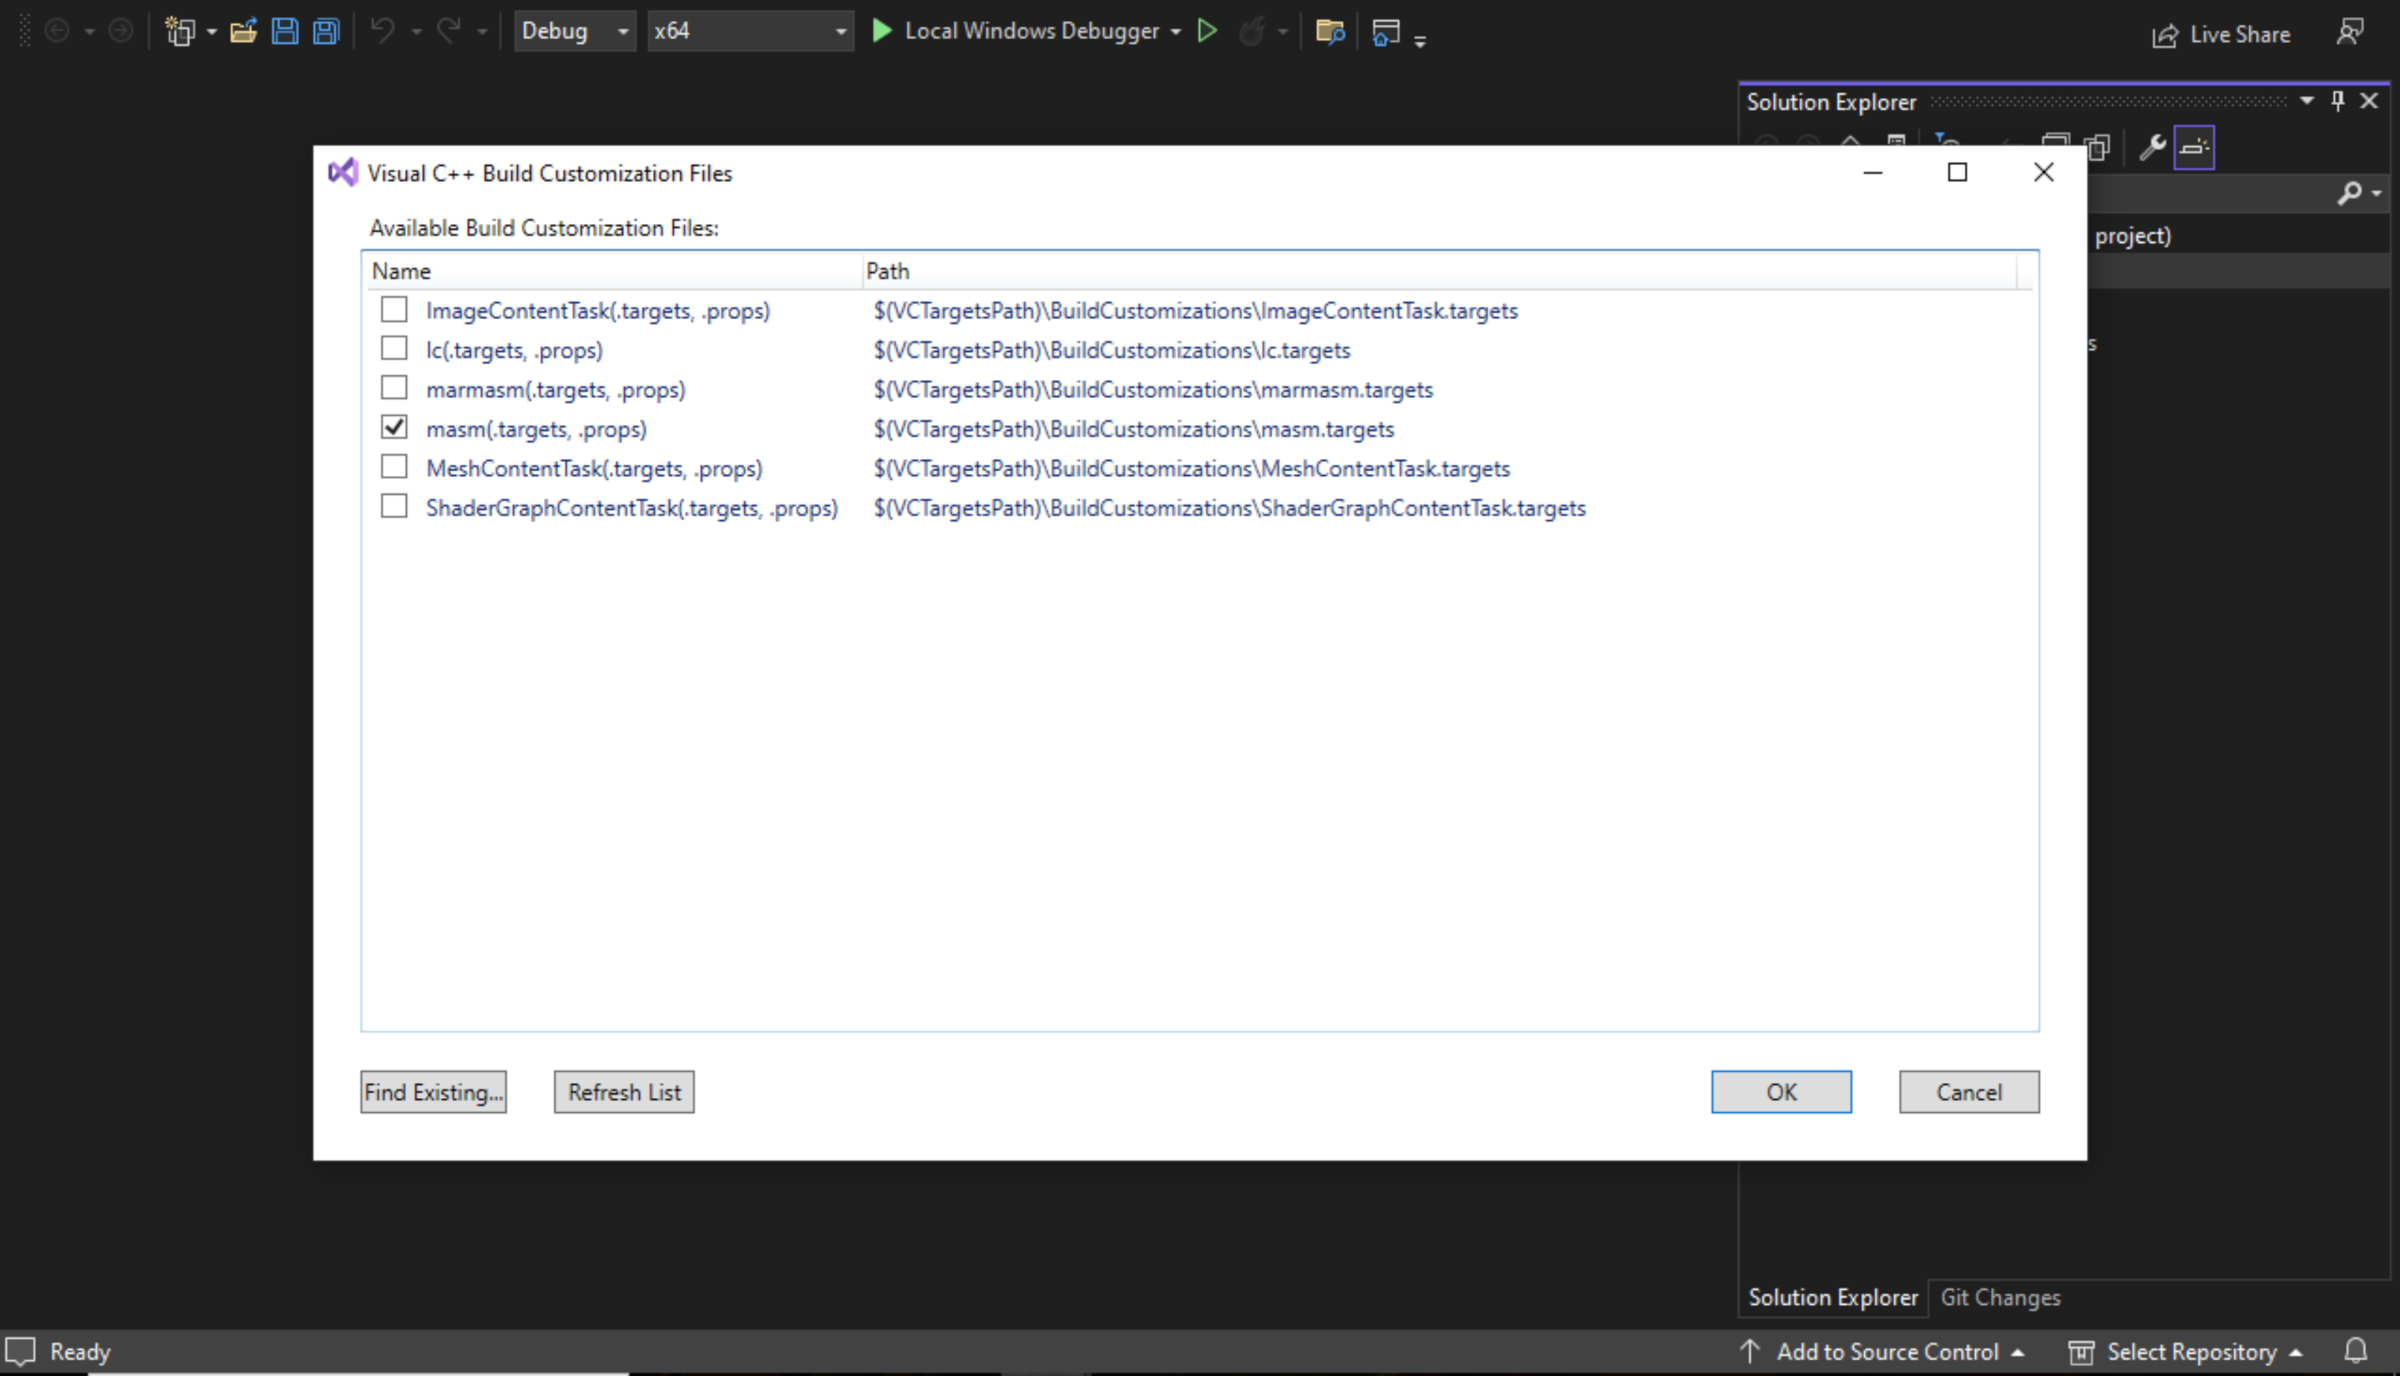 Debug
x64
Local Windows Debugger
Live Share
Solution Explorer
Visual C++ Build Customization Files
Available Build Customization Files:
project)
Name Path
ImageContentTask(.targets, .props) $(VCTargetsPath)\BuildCustomizations\ImageContentTask.targets
lc(.targets, .props) $(VCTargetsPath)\BuildCustomizations\lc.targets
s
marmasm(.targets, .props) $(VCTargetsPath)\BuildCustomizations\marmasm.targets
masm(.targets, .props) $(VCTargetsPath)\BuildCustomizations\masm.targets
MeshContentTask(.targets, .props) $(VCTargetsPath)\BuildCustomizations\MeshContentTask.targets
ShaderGraphContentTask(.targets, .props) $(VCTargetsPath)\BuildCustomizations\ShaderGraphContentTask.targets
Find Existing...
Refresh List
OK
Cancel
Solution Explorer
Git Changes
Ready
Add to Source Control
Select Repository